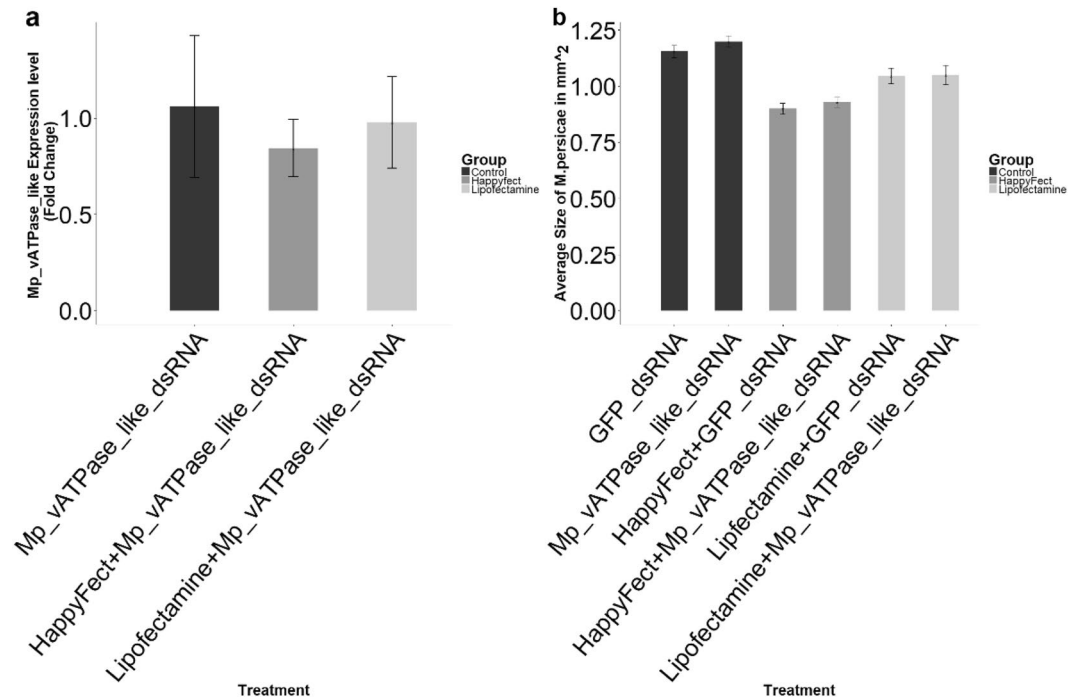 a
Mp_vATPase_like Expression level
(Fold Change)
1.0
0.5
0.0
Group
Control
Happyfect
Lipofectamine
Mp_vATPase_like_dsRNA
HappyFect+Mp_vATPase_like_dsRNA
Lipofectamine+Mp_vATPase_like_dsRNA
Treatment
b
Average Size of M.persicae in mm^2
1.25
1.00
0.75
0.50
0.25
0.00
Group
Control
HappyFect
Lipofectamine
GFP_dsRNA
Mp_vATPase_like_dsRNA
HappyFect+GFP_dsRNA
HappyFect+Mp_vATPase_like_dsRNA
Lipfectamine+GFP_dsRNA
Lipofectamine+Mp_vATPase_like_dsRNA
Treatment